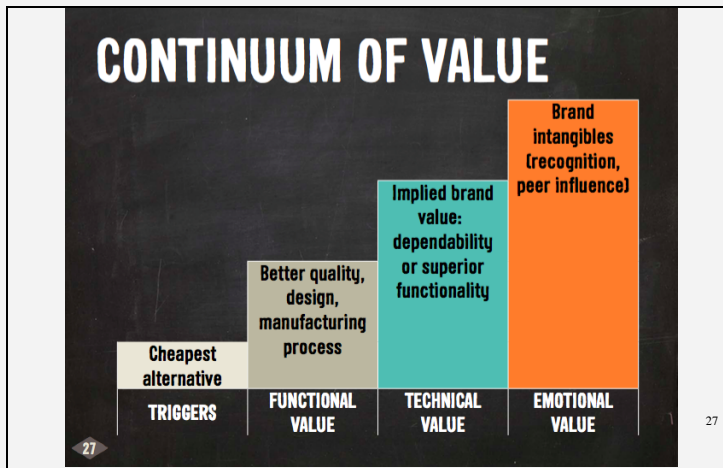 CONTINUUM OF VALUE
Brand
intangibles
(recognition,
peer influence)
Implied brand
value:
dependability
or superior
functionality
Better quality,
design,
manufacturing
process
Cheapest
alternative
TRIGGERS
FUNCTIONAL
VALUE
TECHNICAL
VALUE
EMOTIONAL
VALUE
27
27